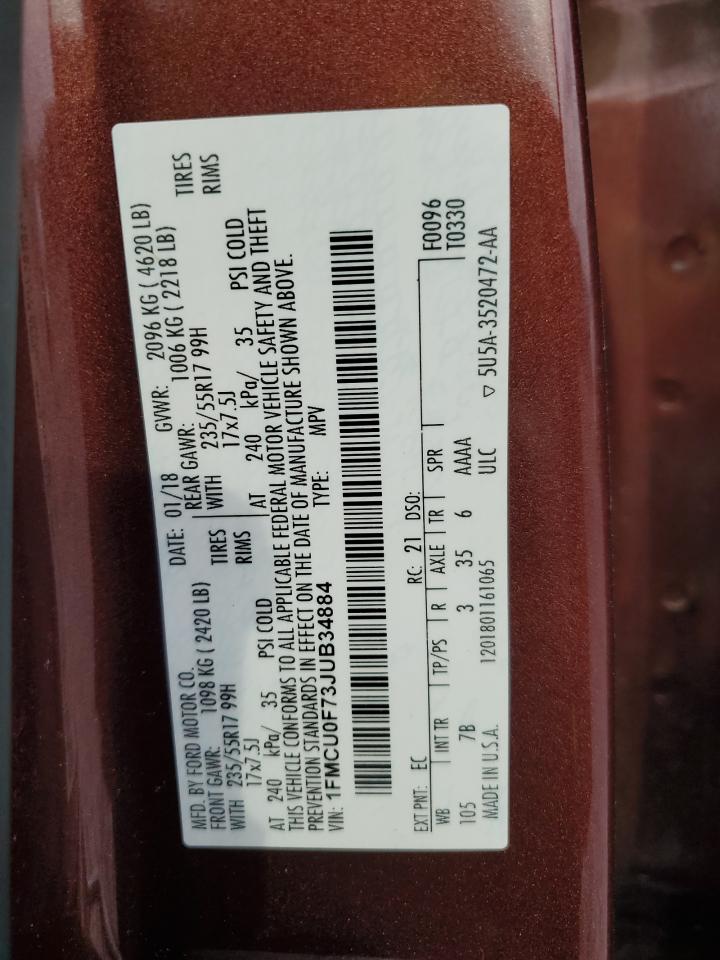 MFD. BY FORD MOTOR CO.
DATE: 01/18 GVWR: 2096 KG ( 4620 LB)
FRONT GAWR: 1098 KG ( 2420 LB) REAR GAWR: 1006 KG ( 2218 LB)
WITH 235/55R17 99H TIRES WITH 235/55R17 99H TIRES
17x7.5J RIMS 17x7.5J RIMS
AT 240 kPa/ 35 PSI COLD AT 240 kPa/ 35 PSI COLD
THIS VEHICLE CONFORMS TO ALL APPLICABLE FEDERAL MOTOR VEHICLE SAFETY AND THEFT
PREVENTION STANDARDS IN EFFECT ON THE DATE OF MANUFACTURE SHOWN ABOVE.
VIN: 1FMCU0F73JUB34884 TYPE: MPV
EXT PNT: EC RC: 21 DSO: F0096
WB INT TR TP/PS R AXLE TR SPR T0330
105 7B 3 35 6 AAAA
MADE IN U.S.A. 1201801161065 ULC ▽ 5U5A-3520472-AA